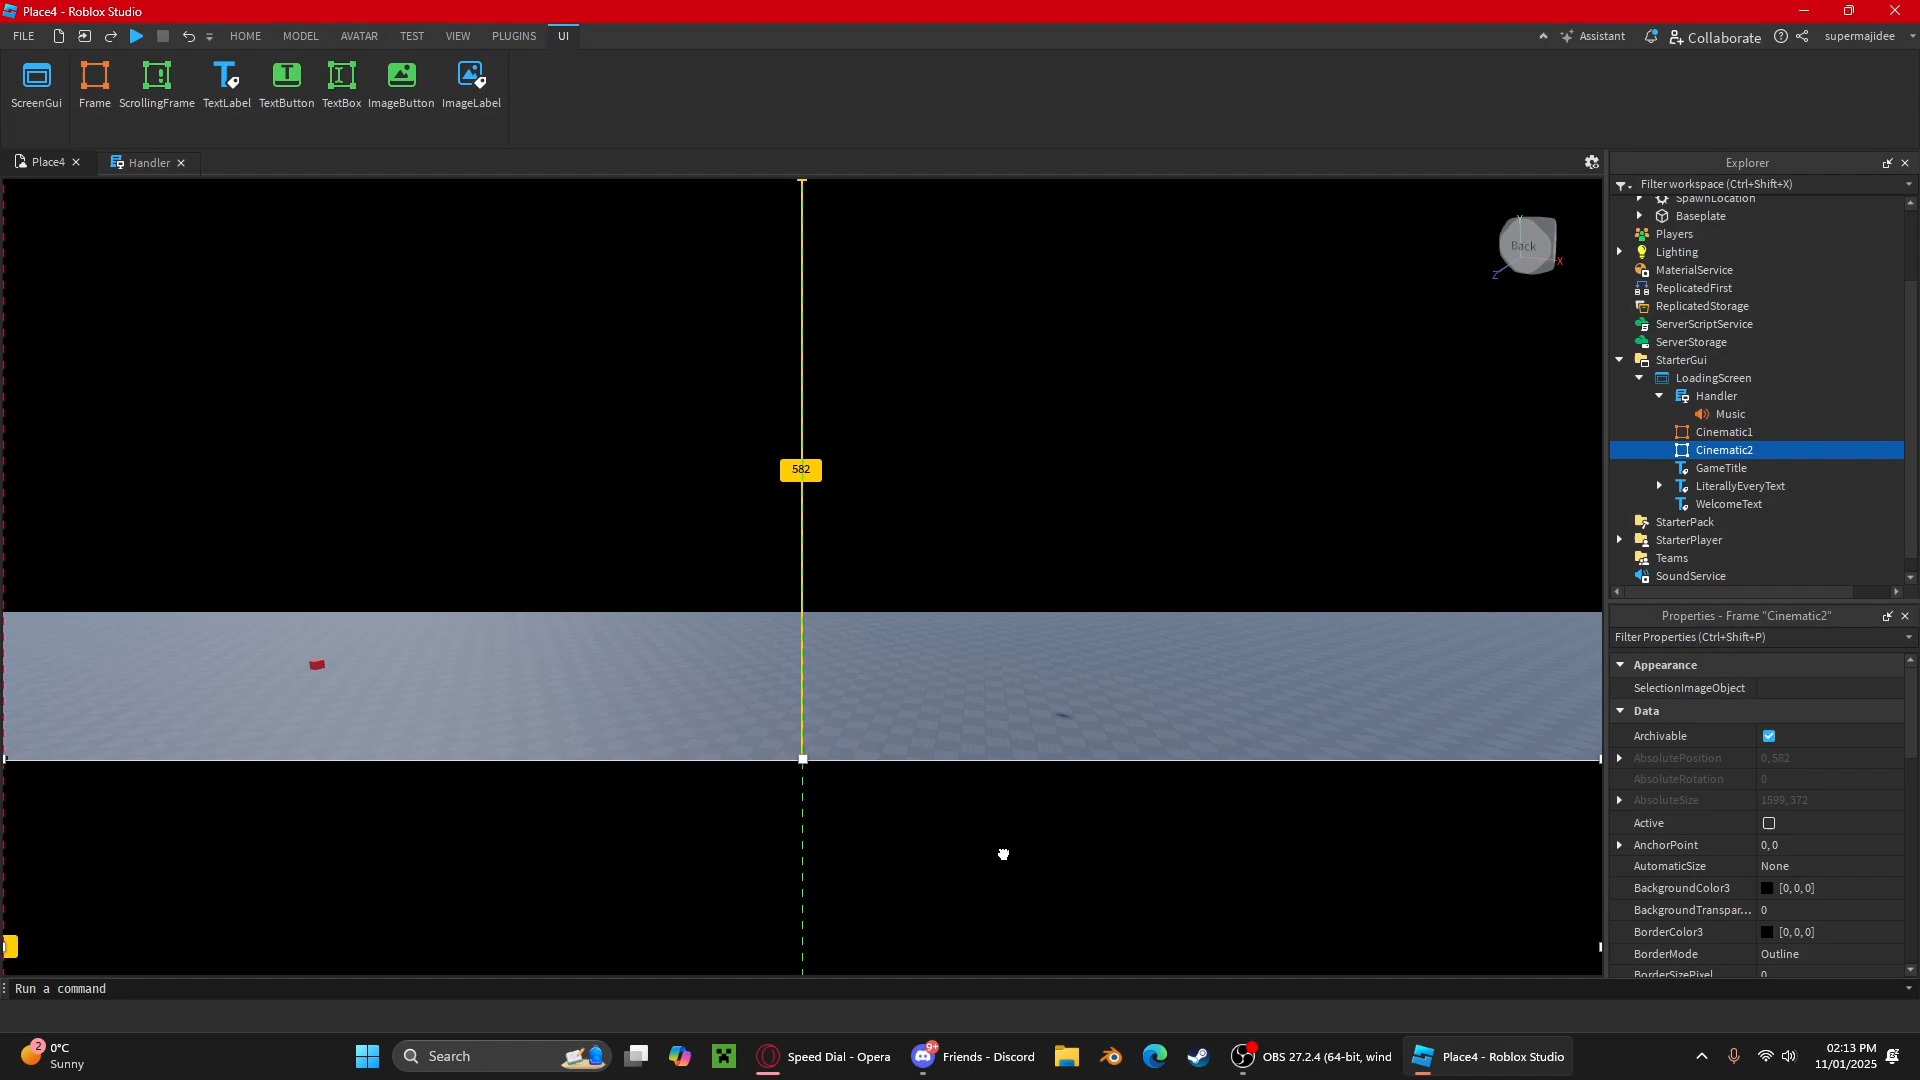 Place4 - Roblox Studio
FILE
HOME
MODEL
AVATAR
TEST
VIEW
PLUGINS
UI
Assistant
Collaborate
supermajidee
ScreenGui
Frame
ScrollingFrame
TextLabel
TextButton
TextBox
ImageButton
ImageLabel
Place4
Handler
582
Back
Y
X
Z
Explorer
Filter workspace (Ctrl+Shift+X)
SpawnLocation
Baseplate
Players
Lighting
MaterialService
ReplicatedFirst
ReplicatedStorage
ServerScriptService
ServerStorage
StarterGui
LoadingScreen
Handler
Music
Cinematic1
Cinematic2
GameTitle
LiterallyEveryText
WelcomeText
StarterPack
StarterPlayer
Teams
SoundService
Properties - Frame "Cinematic2"
Filter Properties (Ctrl+Shift+P)
Appearance
SelectionImageObject
Data
Archivable
AbsolutePosition 0, 582
AbsoluteRotation 0
AbsoluteSize 1599, 372
Active
AnchorPoint 0, 0
AutomaticSize None
BackgroundColor3 [0, 0, 0]
BackgroundTranspar... 0
BorderColor3 [0, 0, 0]
BorderMode Outline
BorderSizePixel 0
Run a command
2
0°C
Sunny
Search
Speed Dial - Opera
9+
Friends - Discord
OBS 27.2.4 (64-bit, wind
Place4 - Roblox Studio
02:13 PM
11/01/2025